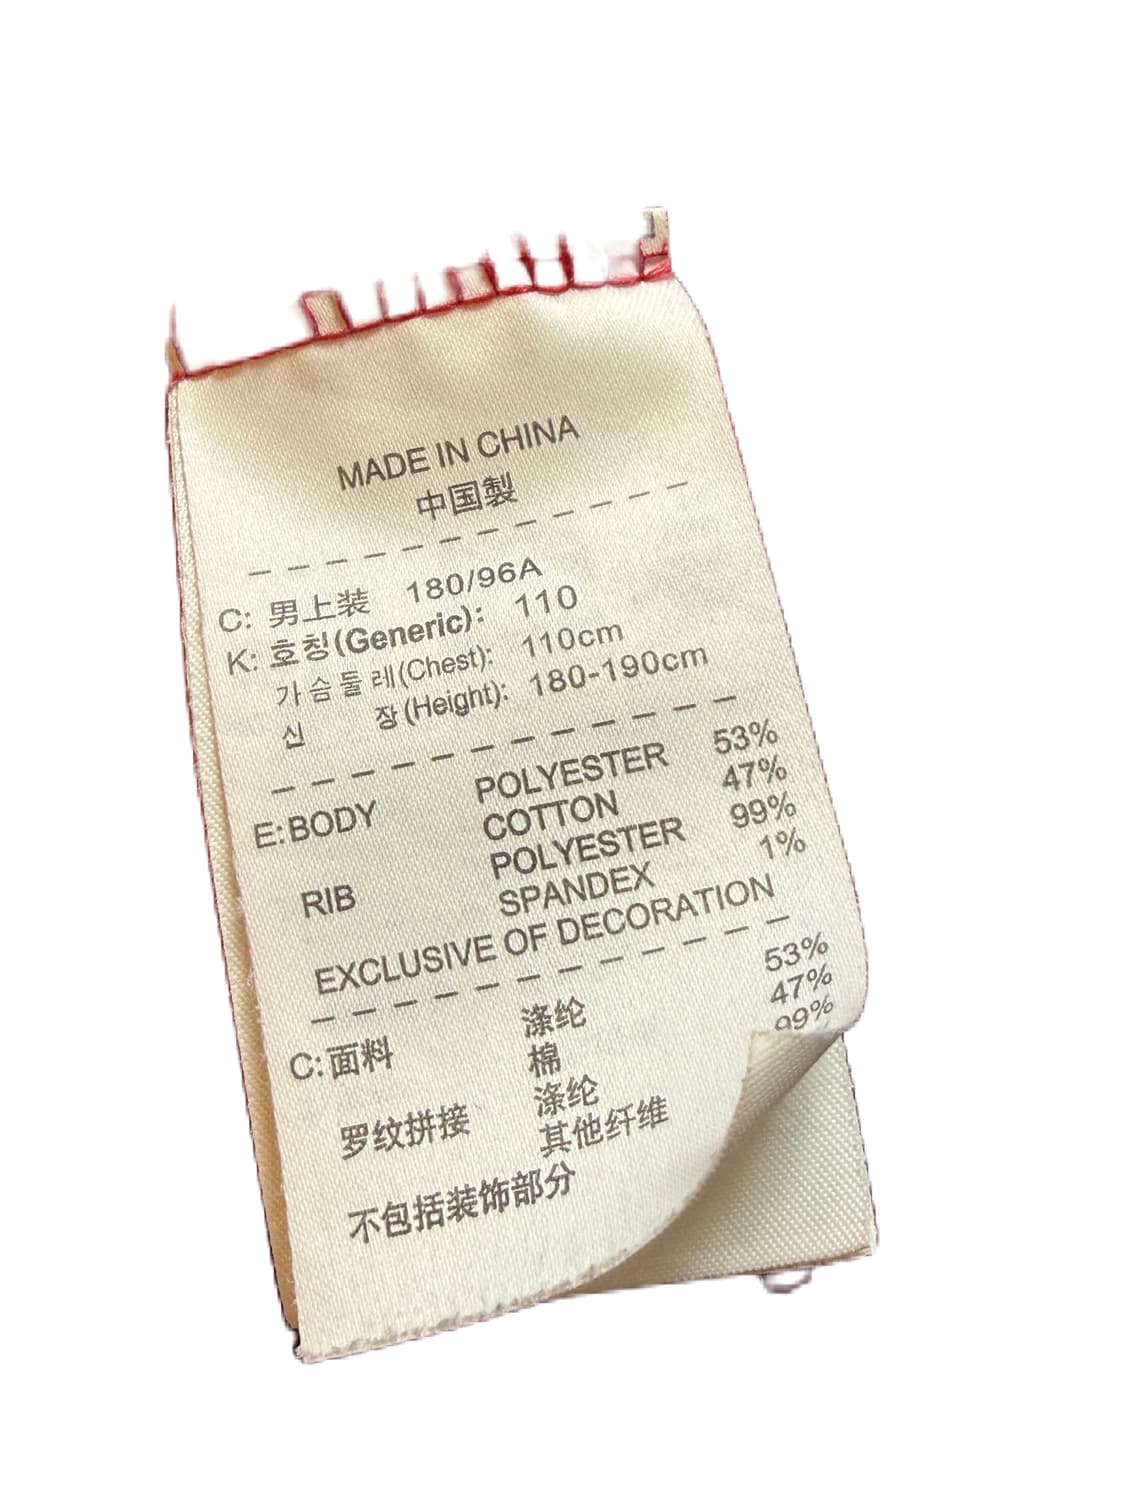 MADE IN CHINA
中国製
C: 男上装 180/96A
K: 호칭(Generic): 110
가슴둘레(Chest): 110cm
신 장(Height): 180-190cm
E:BODY POLYESTER 53%
COTTON 47%
RIB POLYESTER 99%
SPANDEX 1%
EXCLUSIVE OF DECORATION
C:面料 涤纶 53%
棉 47%
罗纹拼接 涤纶 99%
其他纤维
不包括装饰部分